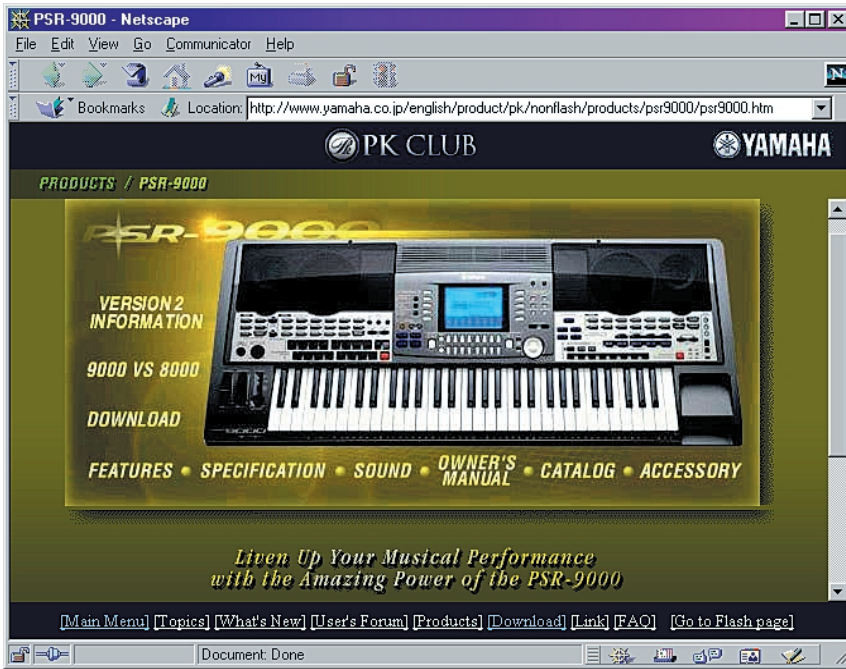 PSR-9000 - Netscape
File Edit View Go Communicator Help
My
N
Bookmarks Location: http://www.yamaha.co.jp/english/product/pk/nonflash/products/psr9000/psr9000.htm
PK CLUB
YAMAHA
PRODUCTS / PSR-9000
PSR-9000
VERSION 2
INFORMATION
9000 VS 8000
DOWNLOAD
9000
FEATURES • SPECIFICATION • SOUND • OWNER'S MANUAL • CATALOG • ACCESSORY
Liven Up Your Musical Performance
with the Amazing Power of the PSR-9000
[Main Menu] [Topics] [What's New] [User's Forum] [Products] [Download] [Link] [FAQ] [Go to Flash page]
Document: Done